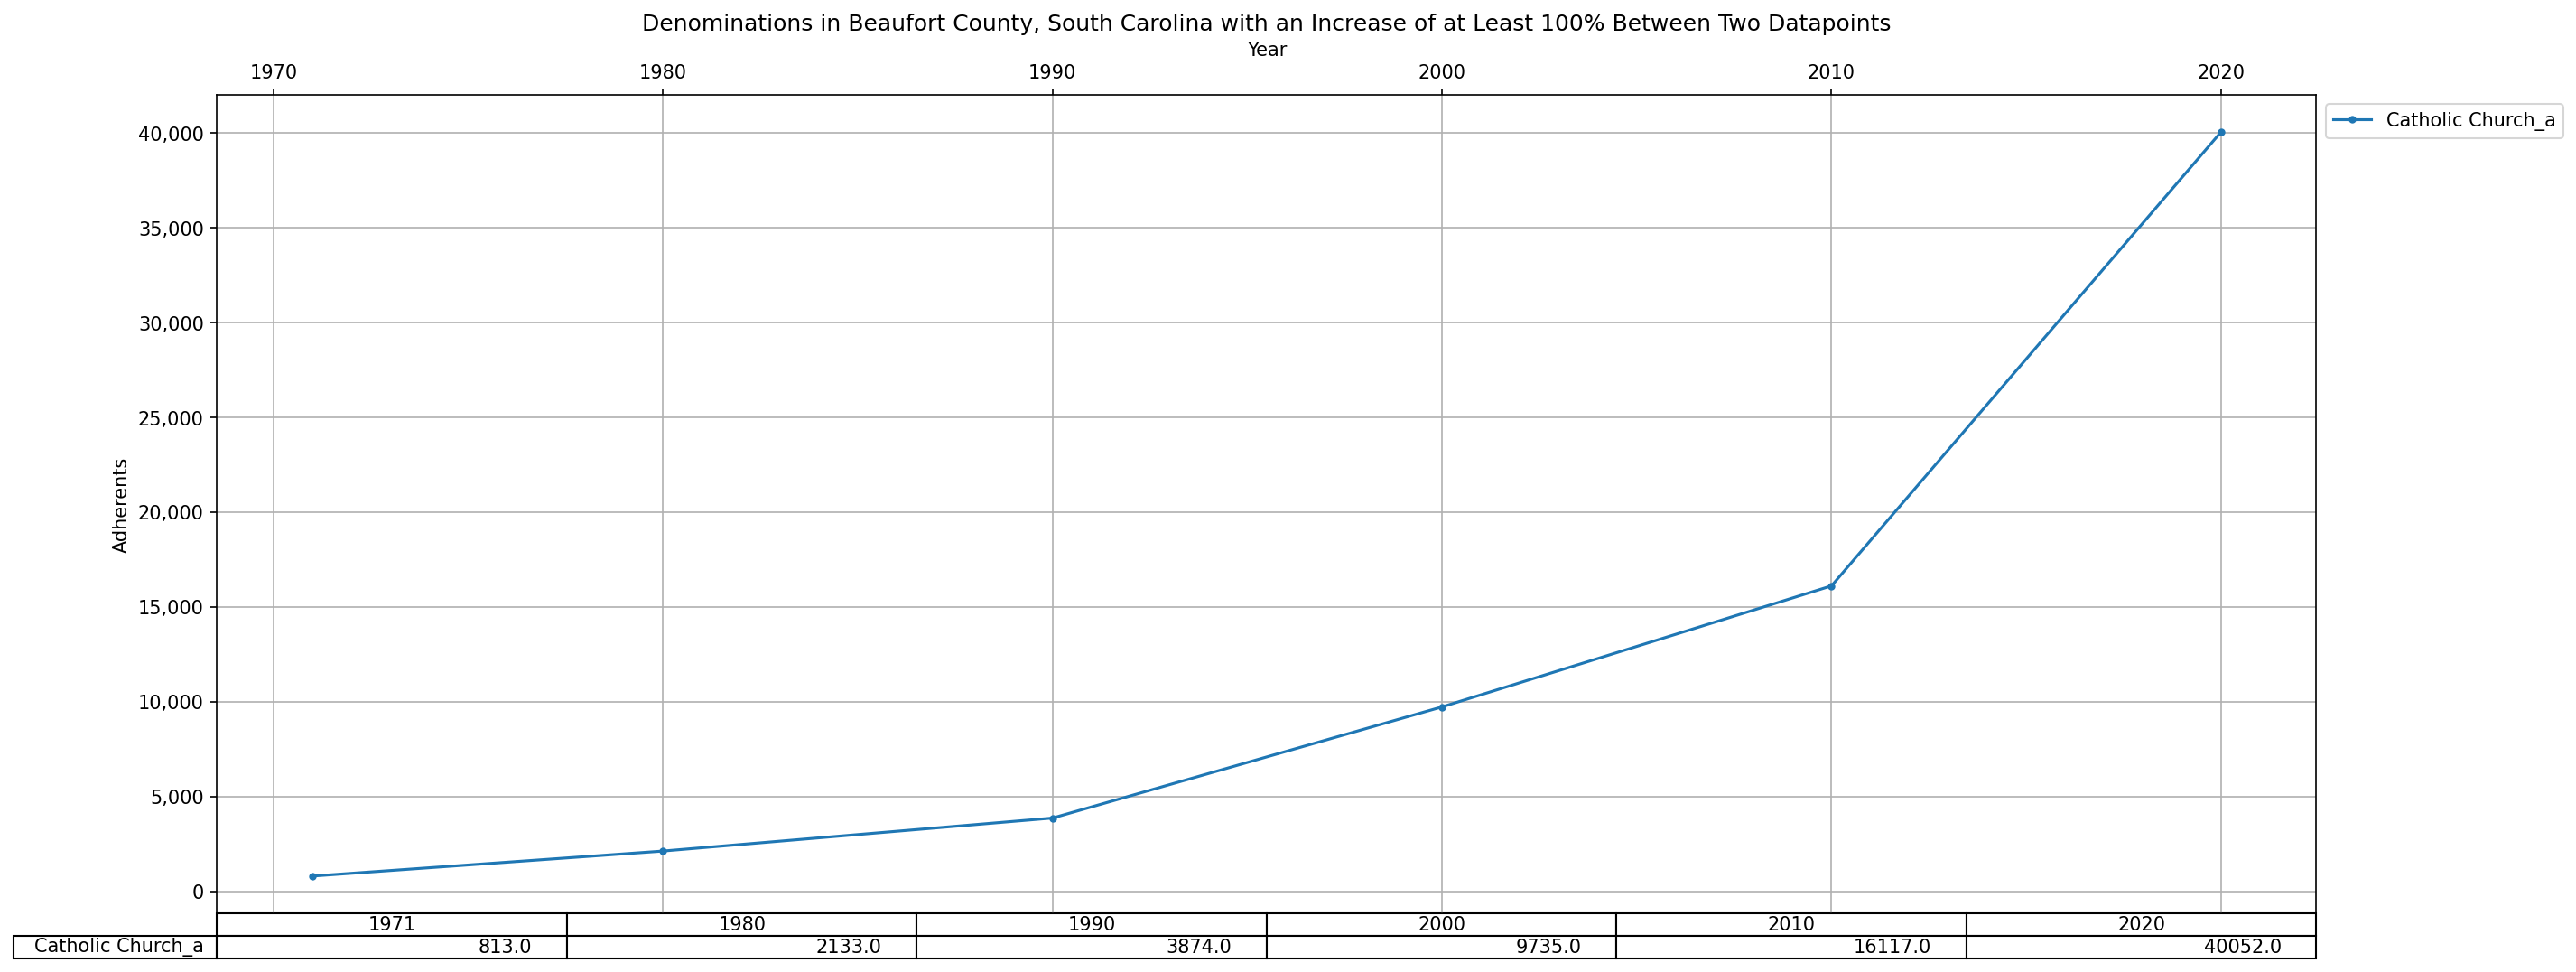 Denominations in Beaufort County, South Carolina with an Increase of at Least 100% Between Two Datapoints
Year
1970 1980 1990 2000 2010 2020
Catholic Church_a
40,000
35,000
30,000
25,000
20,000
15,000
10,000
5,000
0
Adherents
1971 1980 1990 2000 2010 2020
Catholic Church_a 813.0 2133.0 3874.0 9735.0 16117.0 40052.0